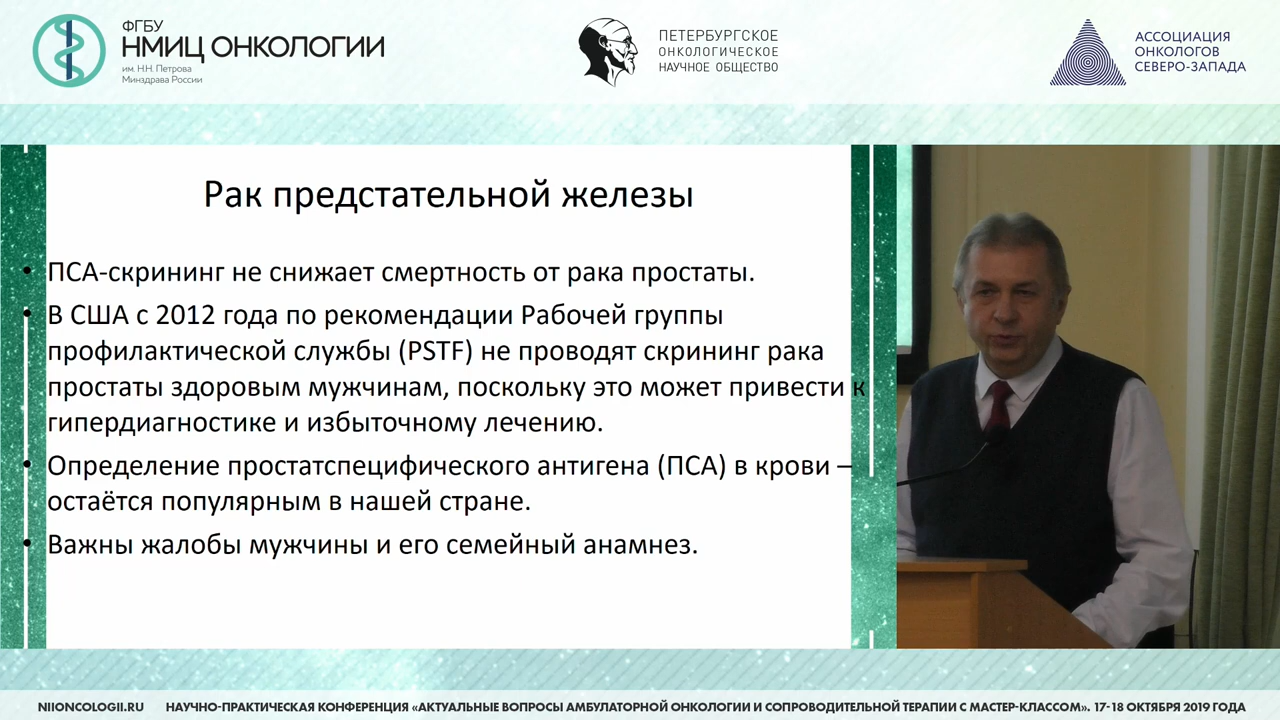 ФГБУ
НМИЦ ОНКОЛОГИИ
им. Н.Н. Петрова
Минздрава России
ПЕТЕРБУРГСКОЕ
ОНКОЛОГИЧЕСКОЕ
НАУЧНОЕ ОБЩЕСТВО
АССОЦИАЦИЯ
ОНКОЛОГОВ
СЕВЕРО-ЗАПАДА
Рак предстательной железы
• ПСА-скрининг не снижает смертность от рака простаты.
• В США с 2012 года по рекомендации Рабочей группы
профилактической службы (PSTF) не проводят скрининг рака
простаты здоровым мужчинам, поскольку это может привести к
гипердиагностике и избыточному лечению.
• Определение простатспецифического антигена (ПСА) в крови –
остаётся популярным в нашей стране.
• Важны жалобы мужчины и его семейный анамнез.
NIIONCOLOGII.RU НАУЧНО-ПРАКТИЧЕСКАЯ КОНФЕРЕНЦИЯ «АКТУАЛЬНЫЕ ВОПРОСЫ АМБУЛАТОРНОЙ ОНКОЛОГИИ И СОПРОВОДИТЕЛЬНОЙ ТЕРАПИИ С МАСТЕР-КЛАССОМ». 17-18 ОКТЯБРЯ 2019 ГОДА